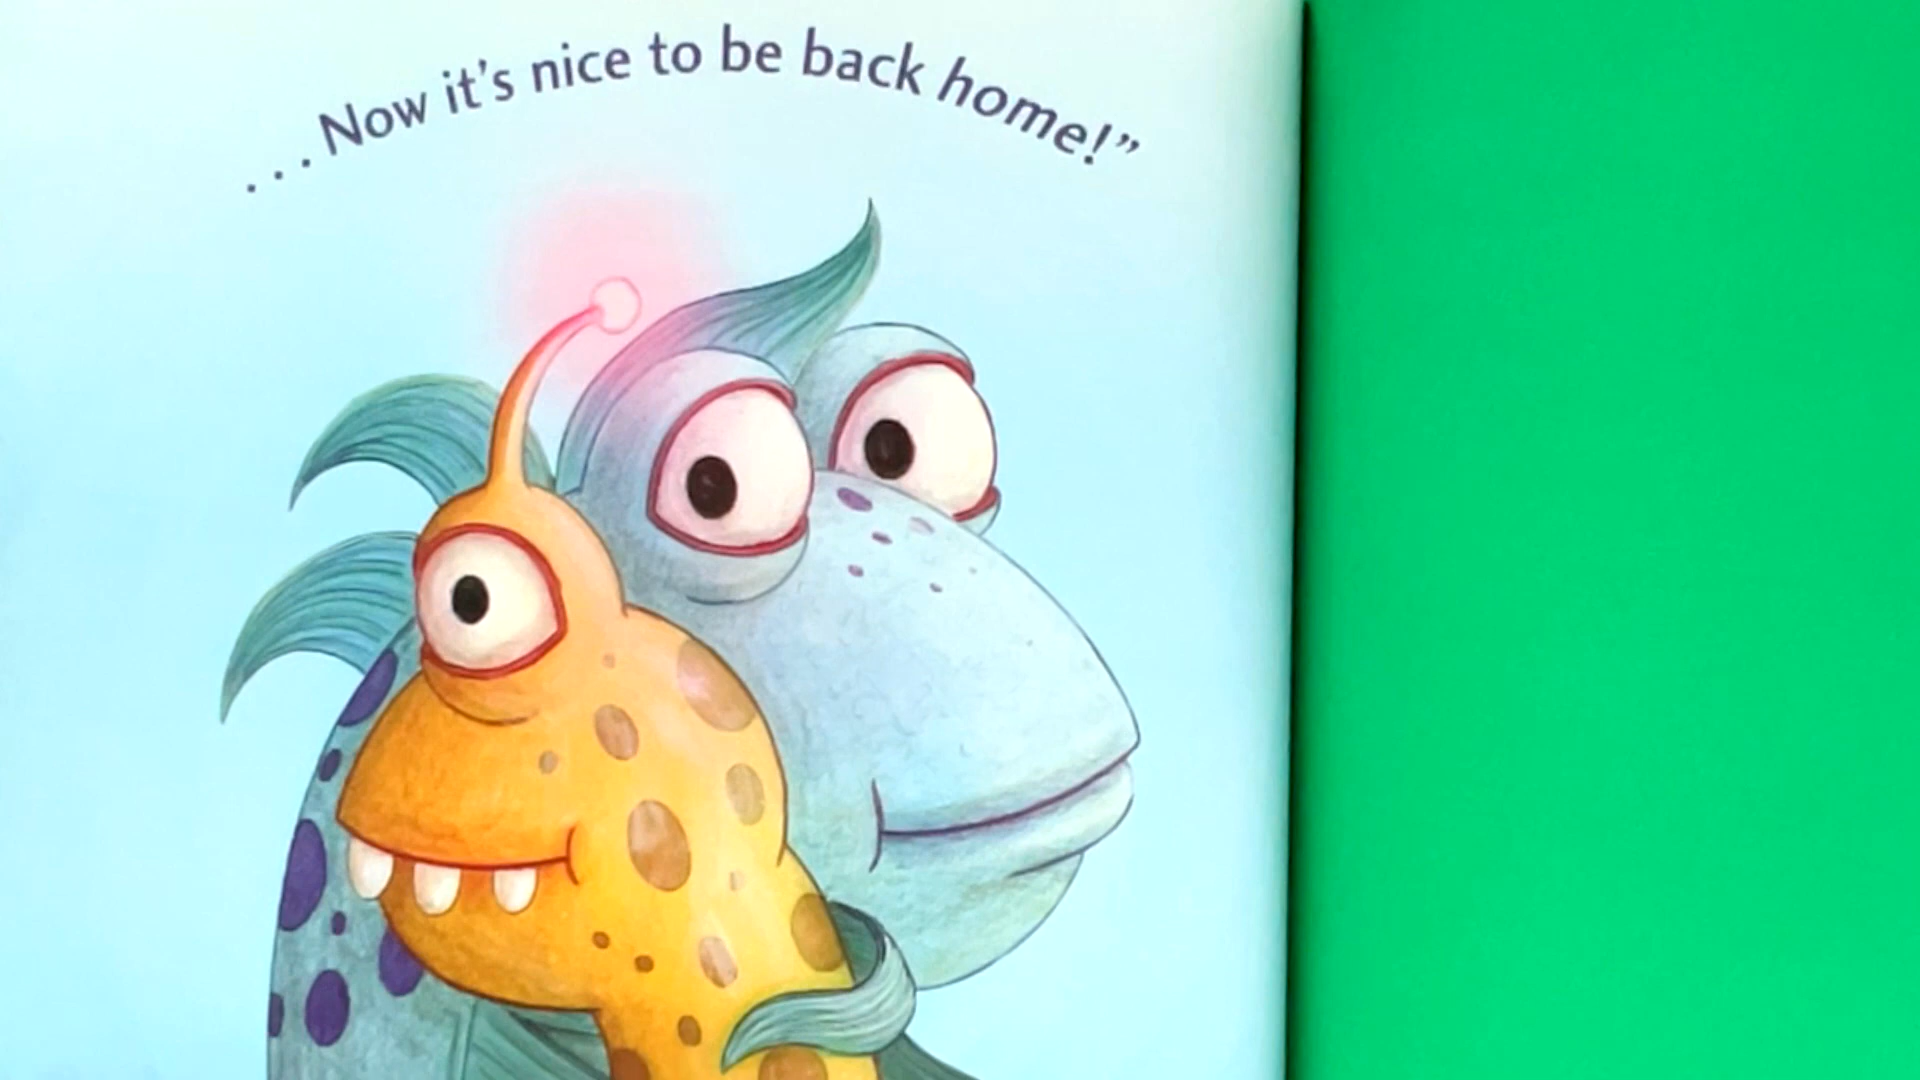 . . . Now it's nice to be back home!”